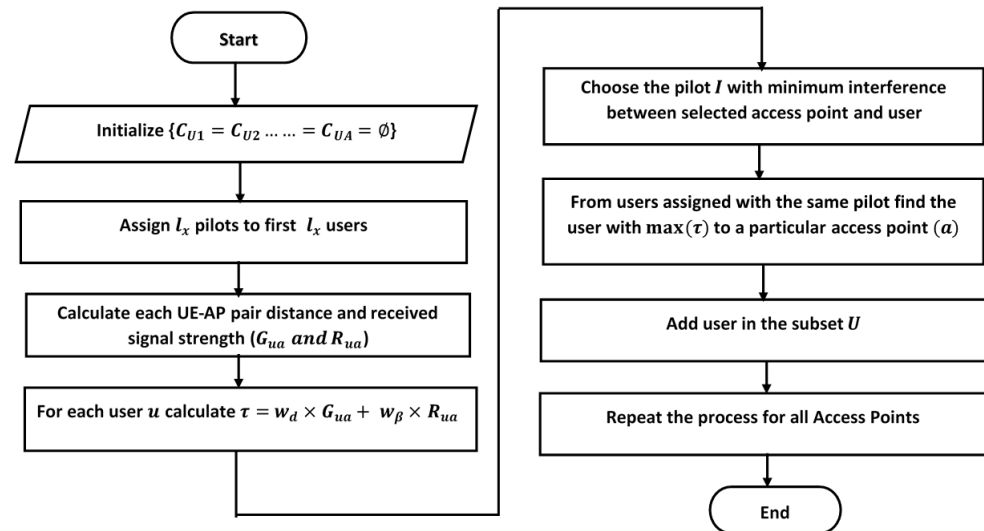 Start
Initialize {C_{U1} = C_{U2} … … = C_{UA} = ∅}
Assign l_x pilots to first l_x users
Calculate each UE-AP pair distance and received
signal strength (G_{ua} and R_{ua})
For each user u calculate τ = w_d × G_{ua} + w_β × R_{ua}
Choose the pilot I with minimum interference
between selected access point and user
From users assigned with the same pilot find the
user with max(τ) to a particular access point (a)
Add user in the subset U
Repeat the process for all Access Points
End